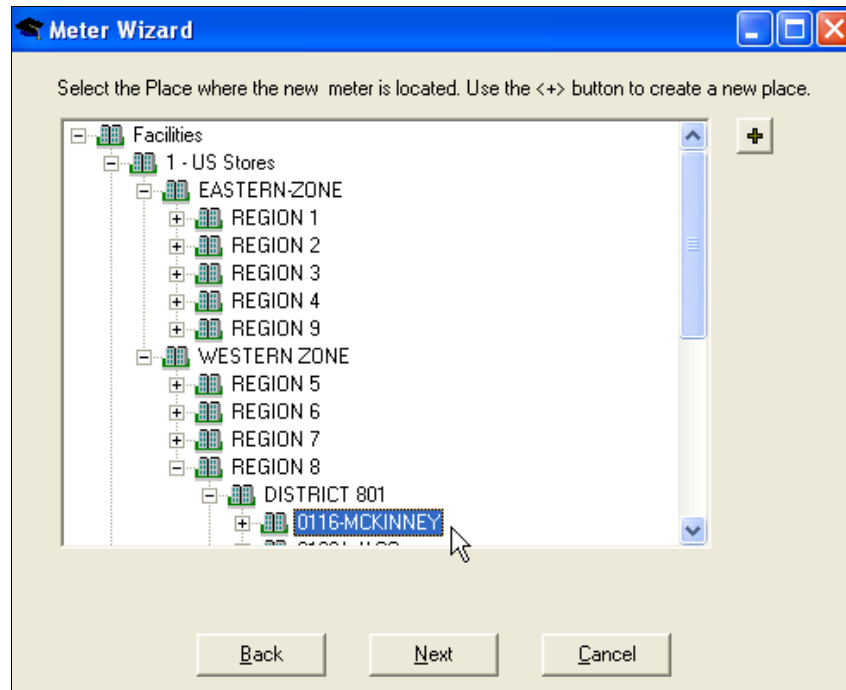 Meter Wizard
Select the Place where the new meter is located. Use the <+> button to create a new place.
Facilities
1 - US Stores
EASTERN-ZONE
REGION 1
REGION 2
REGION 3
REGION 4
REGION 9
WESTERN ZONE
REGION 5
REGION 6
REGION 7
REGION 8
DISTRICT 801
0116-MCKINNEY
Back
Next
Cancel